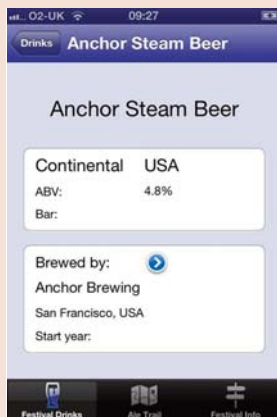 O2-UK 09:27
Drinks Anchor Steam Beer
Anchor Steam Beer
Continental USA
ABV: 4.8%
Bar:
Brewed by:
Anchor Brewing
San Francisco, USA
Start year:
Festival Drinks Ale Trail Festival Info